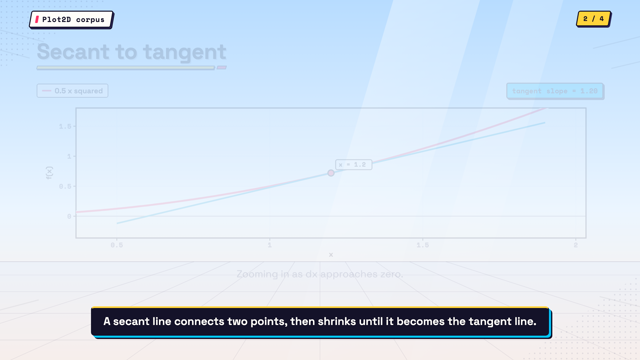 Plot2D corpus
2 / 4
Secant to tangent
0.5 x squared
tangent slope = 1.20
1.5
1
0.5
0
f(x)
x = 1.2
0.5
1
1.5
2
x
Zooming in as dx approaches zero.
A secant line connects two points, then shrinks until it becomes the tangent line.